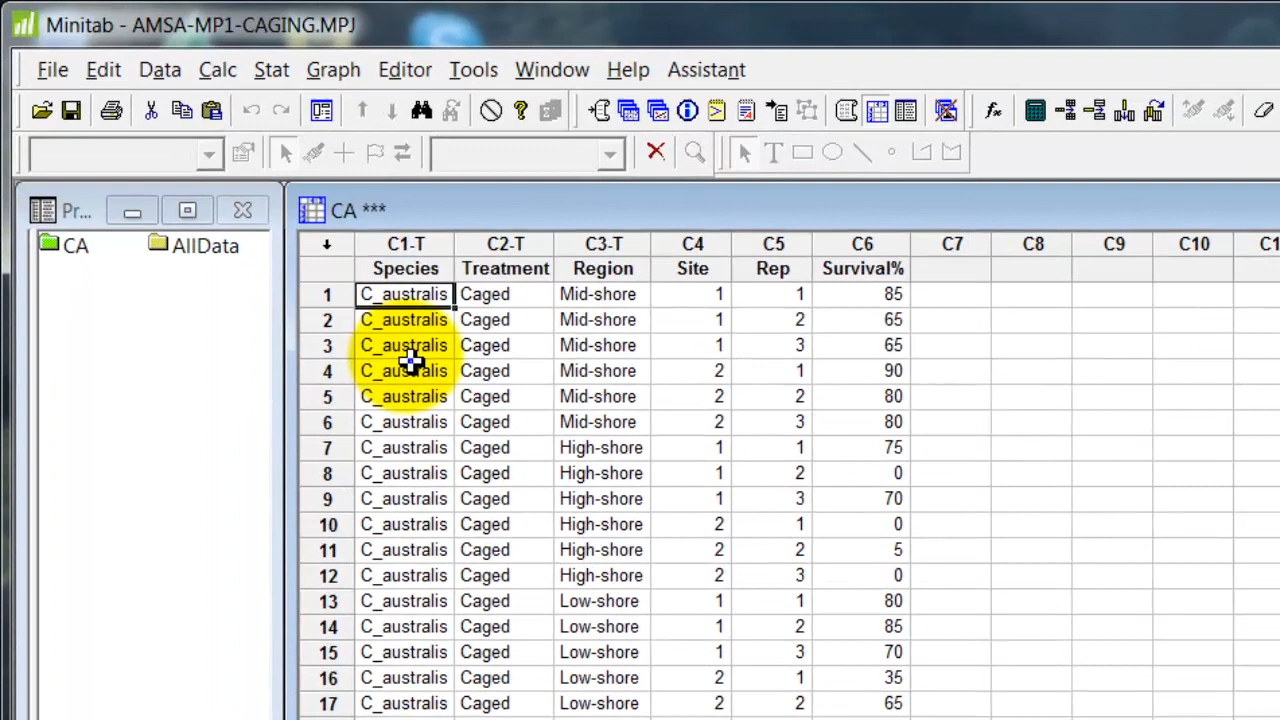 Minitab - AMSA-MP1-CAGING.MPJ
File Edit Data Calc Stat Graph Editor Tools Window Help Assistant
Pr... CA ***
CA AllData
C1-T C2-T C3-T C4 C5 C6 C7 C8 C9 C10 C1
Species Treatment Region Site Rep Survival%
1 C_australis Caged Mid-shore 1 1 85
2 C_australis Caged Mid-shore 1 2 65
3 C_australis Caged Mid-shore 1 3 65
4 C_australis Caged Mid-shore 2 1 90
5 C_australis Caged Mid-shore 2 2 80
6 C_australis Caged Mid-shore 2 3 80
7 C_australis Caged High-shore 1 1 75
8 C_australis Caged High-shore 1 2 0
9 C_australis Caged High-shore 1 3 70
10 C_australis Caged High-shore 2 1 0
11 C_australis Caged High-shore 2 2 5
12 C_australis Caged High-shore 2 3 0
13 C_australis Caged Low-shore 1 1 80
14 C_australis Caged Low-shore 1 2 85
15 C_australis Caged Low-shore 1 3 70
16 C_australis Caged Low-shore 2 1 35
17 C_australis Caged Low-shore 2 2 65